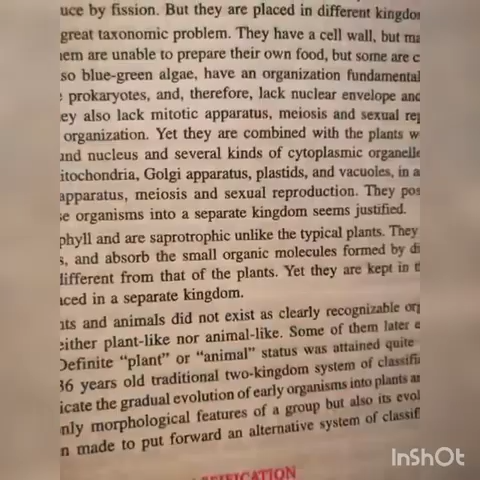 uce by fission. But they are placed in different kingdo
great taxonomic problem. They have a cell wall, but ma
em are unable to prepare their own food, but some are c
so blue-green algae, have an organization fundamental
prokaryotes, and, therefore, lack nuclear envelope and
ey also lack mitotic apparatus, meiosis and sexual rep
organization. Yet they are combined with the plants w
und nucleus and several kinds of cytoplasmic organelle
itochondria, Golgi apparatus, plastids, and vacuoles, in a
apparatus, meiosis and sexual reproduction. They pos
se organisms into a separate kingdom seems justified.
phyll and are saprotrophic unlike the typical plants. They
s, and absorb the small organic molecules formed by di
different from that of the plants. Yet they are kept in t
aced in a separate kingdom.
nts and animals did not exist as clearly recognizable org
either plant-like nor animal-like. Some of them later e
Definite “plant” or “animal” status was attained quite
36 years old traditional two-kingdom system of classifi
icate the gradual evolution of early organisms into plants an
nly morphological features of a group but also its evol
n made to put forward an alternative system of classif
InShOt